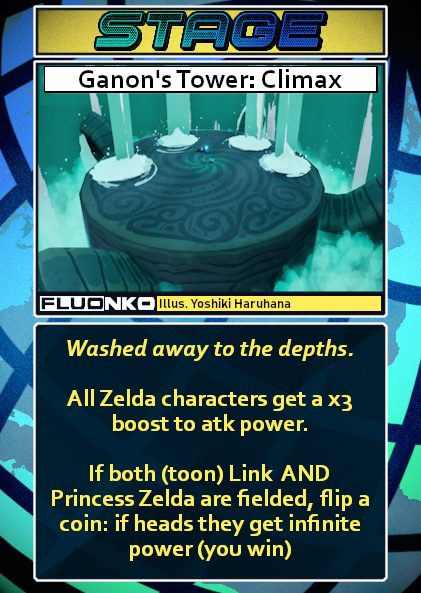 STAGE
Ganon's Tower: Climax
FLUONKO Illus. Yoshiki Haruhana
Washed away to the depths.
All Zelda characters get a x3
boost to atk power.
If both (toon) Link AND
Princess Zelda are fielded, flip a
coin: if heads they get infinite
power (you win)